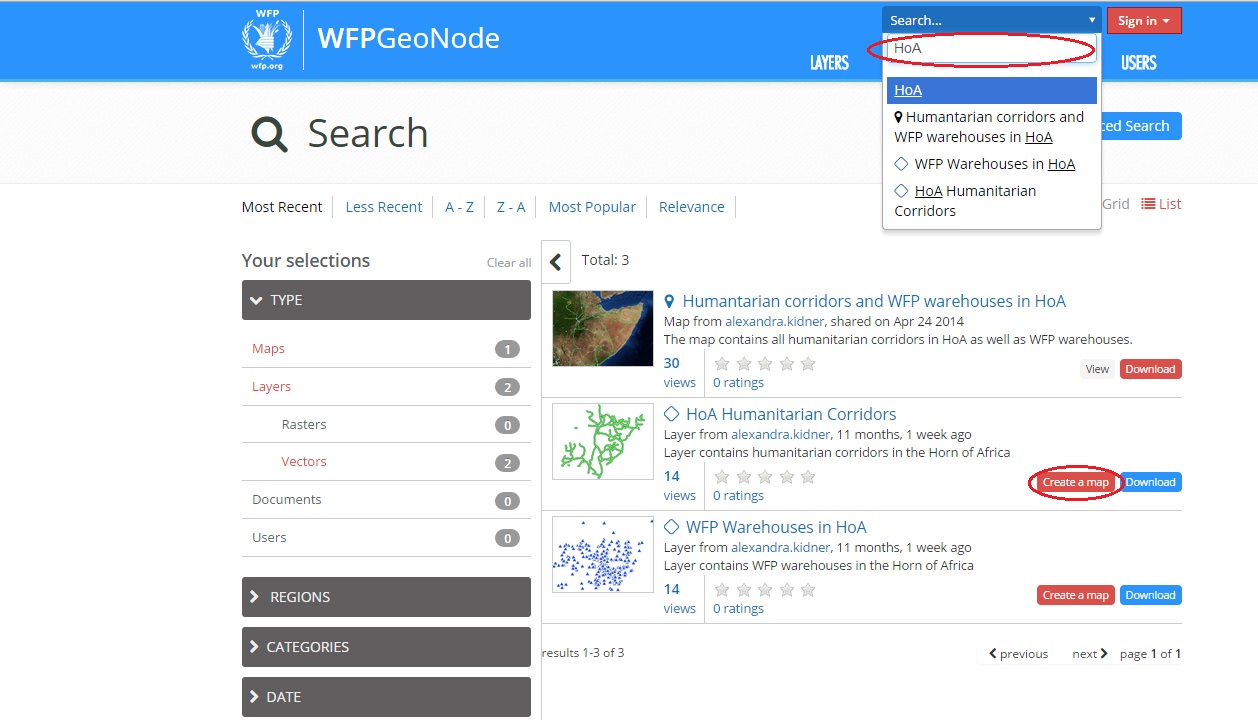 WFP
wfp.org
WFPGeoNode
Search...
Sign in
HoA
LAYERS
USERS
HoA
Humanitarian corridors and
WFP warehouses in HoA
WFP Warehouses in HoA
HoA Humanitarian
Corridors
Search
ced Search
Most Recent
Less Recent
A - Z
Z - A
Most Popular
Relevance
Grid
List
Your selections
Clear all
TYPE
Maps 1
Layers 2
Rasters 0
Vectors 2
Documents 0
Users 0
REGIONS
CATEGORIES
DATE
Total: 3
Humantarian corridors and WFP warehouses in HoA
Map from alexandra.kidner, shared on Apr 24 2014
The map contains all humanitarian corridors in HoA as well as WFP warehouses.
30
views
0 ratings
View
Download
HoA Humanitarian Corridors
Layer from alexandra.kidner, 11 months, 1 week ago
Layer contains humanitarian corridors in the Horn of Africa
14
views
0 ratings
Create a map
Download
WFP Warehouses in HoA
Layer from alexandra.kidner, 11 months, 1 week ago
Layer contains WFP warehouses in the Horn of Africa
14
views
0 ratings
Create a map
Download
results 1-3 of 3
previous
next
page 1 of 1